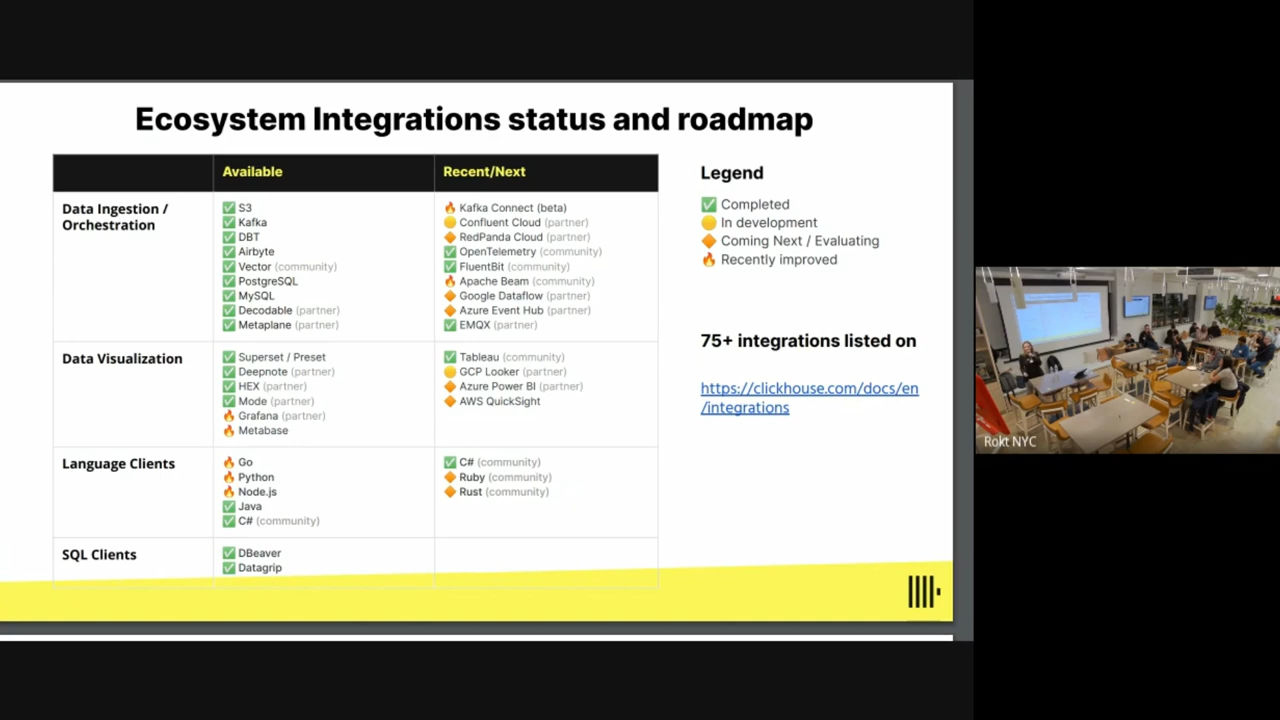 Ecosystem Integrations status and roadmap
Available
Recent/Next
Data Ingestion /
Orchestration
✅ S3
✅ Kafka
✅ DBT
✅ Airbyte
✅ Vector (community)
✅ PostgreSQL
✅ MySQL
✅ Decodable (partner)
✅ Metaplane (partner)
🔥 Kafka Connect (beta)
🟡 Confluent Cloud (partner)
🔶 RedPanda Cloud (partner)
✅ OpenTelemetry (community)
✅ FluentBit (community)
🔥 Apache Beam (community)
🔶 Google Dataflow (partner)
🔶 Azure Event Hub (partner)
✅ EMQX (partner)
Data Visualization
✅ Superset / Preset
✅ Deepnote (partner)
✅ HEX (partner)
✅ Mode (partner)
🔥 Grafana (partner)
🔥 Metabase
✅ Tableau (community)
🟡 GCP Looker (partner)
🔶 Azure Power BI (partner)
🔶 AWS QuickSight
Language Clients
🔥 Go
🔥 Python
🔥 Node.js
✅ Java
✅ C# (community)
✅ C# (community)
🔶 Ruby (community)
🔶 Rust (community)
SQL Clients
✅ DBeaver
✅ Datagrip
Legend
✅ Completed
🟡 In development
🔶 Coming Next / Evaluating
🔥 Recently improved
75+ integrations listed on
https://clickhouse.com/docs/en
/integrations
Rokt NYC